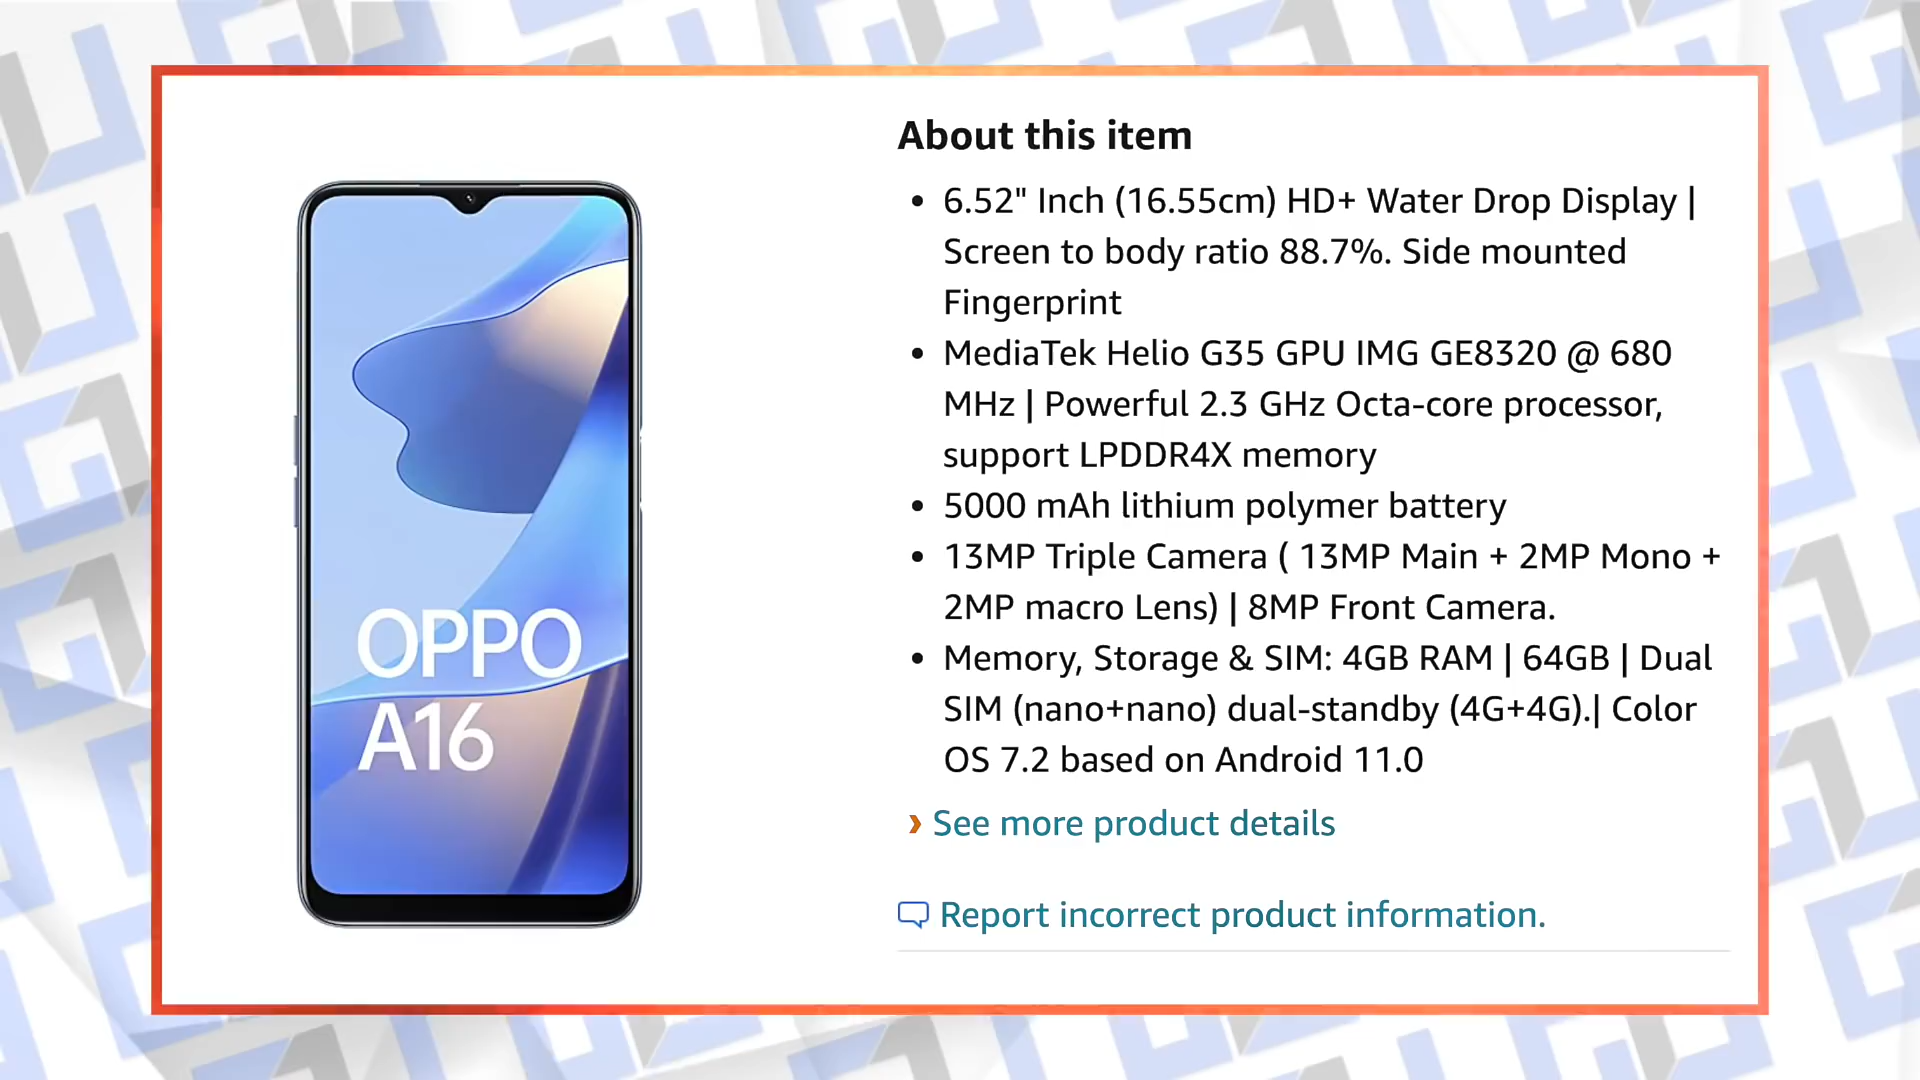 OPPO
A16
About this item
6.52" Inch (16.55cm) HD+ Water Drop Display |
Screen to body ratio 88.7%. Side mounted
Fingerprint
MediaTek Helio G35 GPU IMG GE8320 @ 680
MHz | Powerful 2.3 GHz Octa-core processor,
support LPDDR4X memory
5000 mAh lithium polymer battery
13MP Triple Camera ( 13MP Main + 2MP Mono +
2MP macro Lens) | 8MP Front Camera.
Memory, Storage & SIM: 4GB RAM | 64GB | Dual
SIM (nano+nano) dual-standby (4G+4G).| Color
OS 7.2 based on Android 11.0
See more product details
Report incorrect product information.